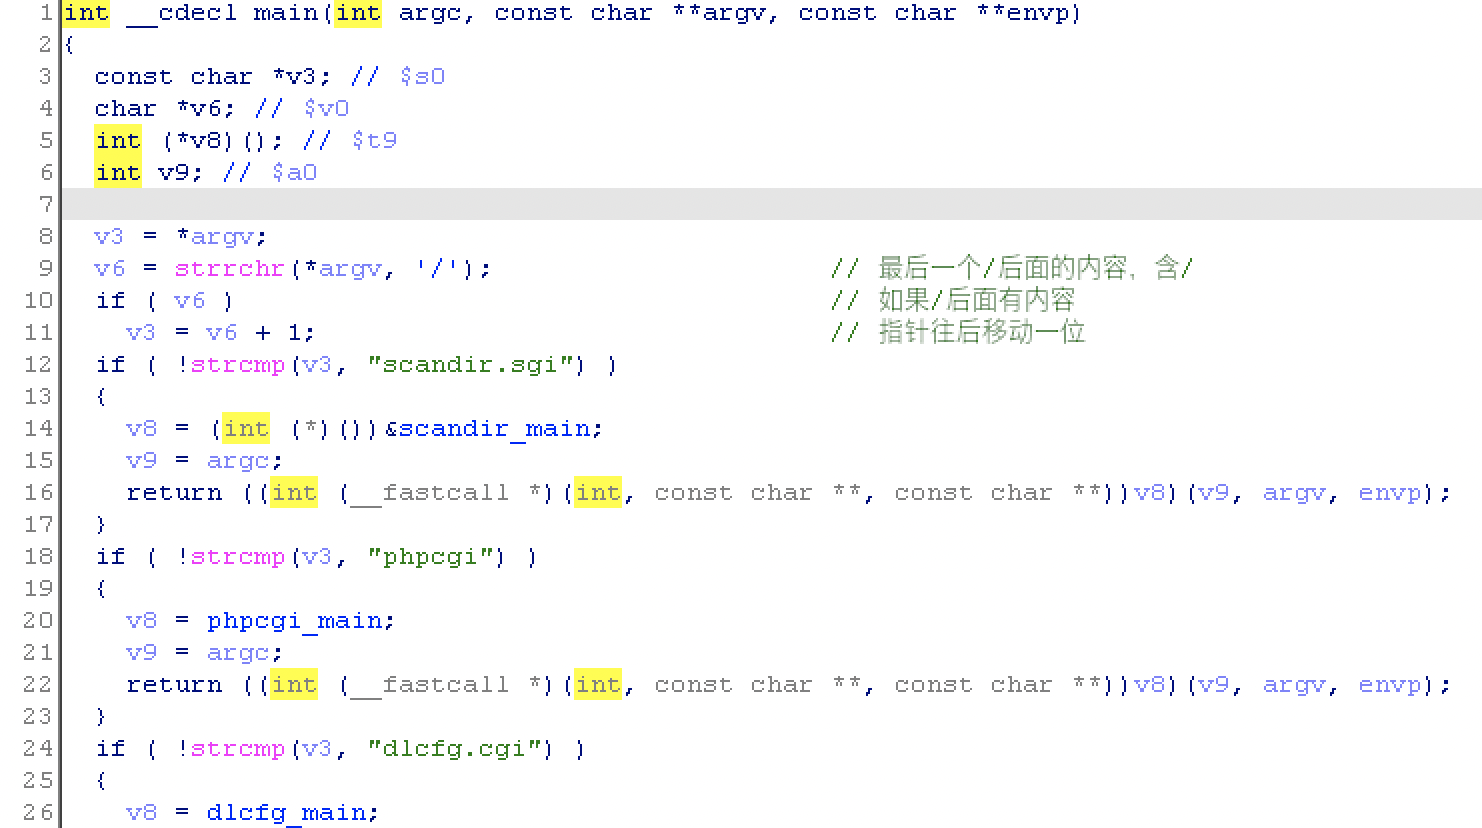 1 int __cdecl main(int argc, const char **argv, const char **envp)
2 {
3   const char *v3; // $s0
4   char *v6; // $v0
5   int (*v8)(); // $t9
6   int v9; // $a0
7
8   v3 = *argv;
9   v6 = strrchr(*argv, '/');                     // 最后一个/后面的内容，含/
10   if ( v6 )                                     // 如果/后面有内容
11     v3 = v6 + 1;                                // 指针往后移动一位
12   if ( !strcmp(v3, "scandir.sgi") )
13   {
14     v8 = (int (*)())&scandir_main;
15     v9 = argc;
16     return ((int (__fastcall *)(int, const char **, const char **))v8)(v9, argv, envp);
17   }
18   if ( !strcmp(v3, "phpcgi") )
19   {
20     v8 = phpcgi_main;
21     v9 = argc;
22     return ((int (__fastcall *)(int, const char **, const char **))v8)(v9, argv, envp);
23   }
24   if ( !strcmp(v3, "dlcfg.cgi") )
25   {
26     v8 = dlcfg_main;